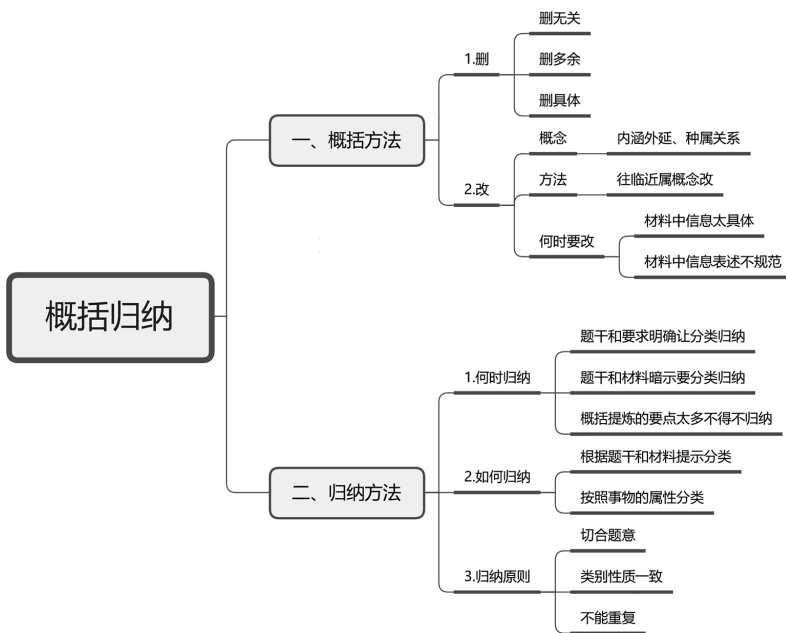 概括归纳
一、概括方法
1.删
删无关
删多余
删具体
2.改
概念
内涵外延、种属关系
方法
往临近属概念改
何时要改
材料中信息太具体
材料中信息表述不规范
二、归纳方法
1.何时归纳
题干和要求明确让分类归纳
题干和材料暗示要分类归纳
概括提炼的要点太多不得不归纳
2.如何归纳
根据题干和材料提示分类
按照事物的属性分类
3.归纳原则
切合题意
类别性质一致
不能重复